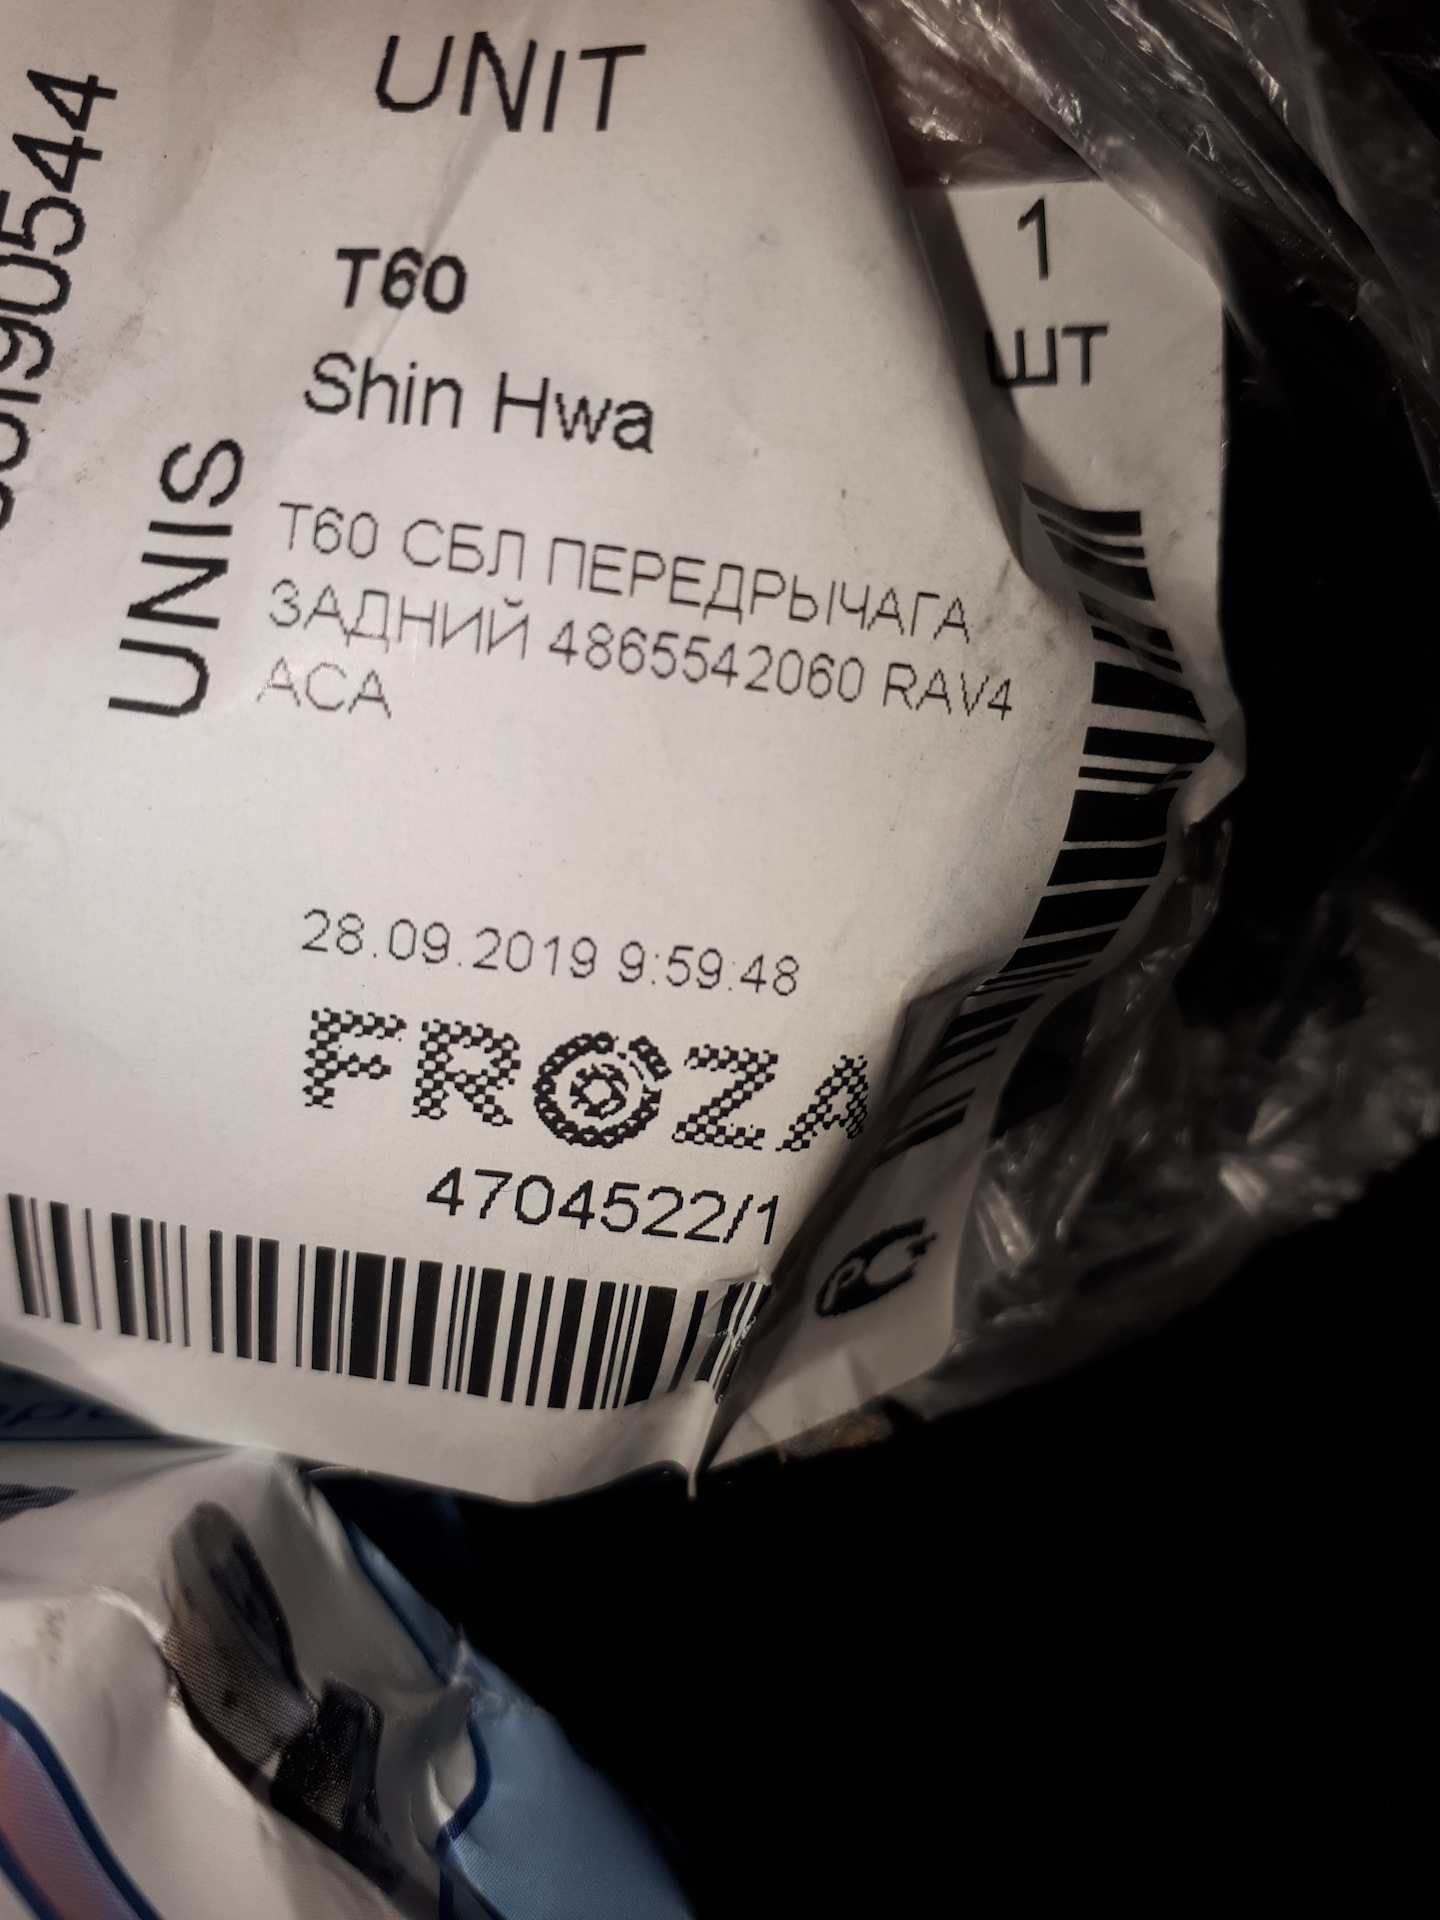 UNIT
T60
Shin Hwa
UNIS
T60 СБЛ ПЕРЕДРЫЧАГА
ЗАДНИЙ 4865542060 RAV4
ACA
28.09.2019 9:59:48
FROZA
4704522/1
1
ШТ